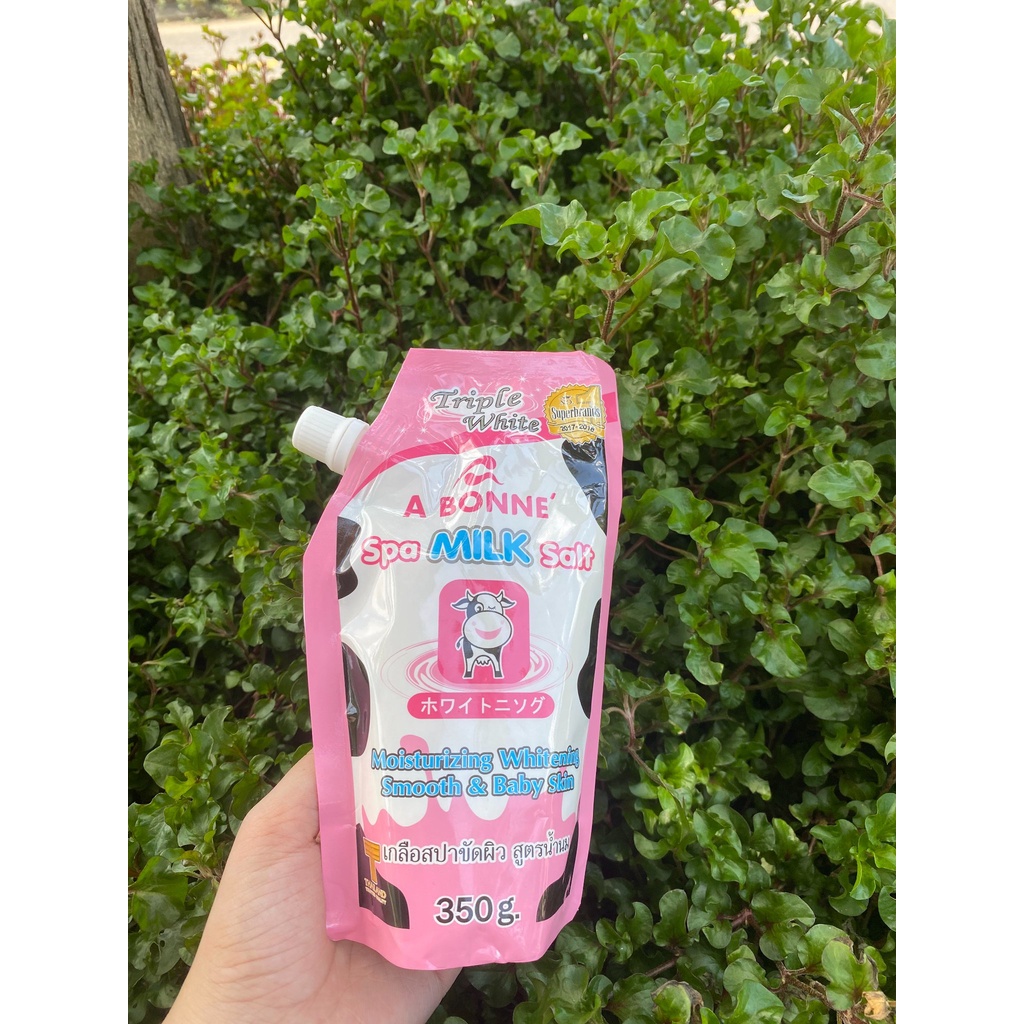 Triple
White
Superbrands
2017-2018
A BONNE'
Spa MILK Salt
ホワイトニソグ
Moisturizing Whitening
Smooth & Baby Skin
เกลือสปาขัดผิว สูตรน้ำนม
THAILAND
350 g.